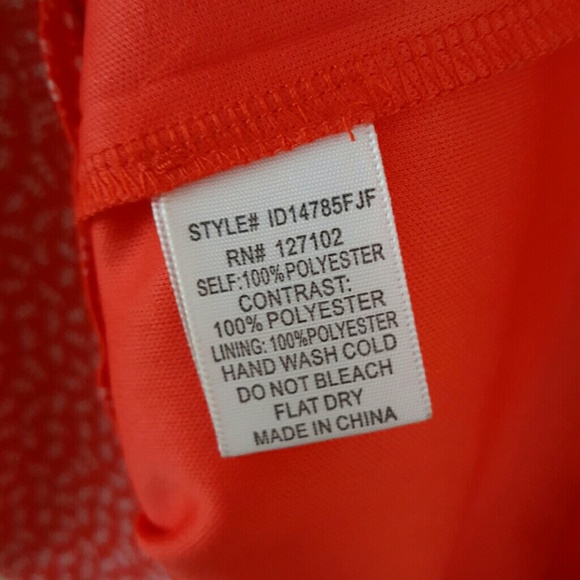 STYLE# ID14785FJF
RN# 127102
SELF:100%POLYESTER
CONTRAST:
100% POLYESTER
LINING: 100%POLYESTER
HAND WASH COLD
DO NOT BLEACH
FLAT DRY
MADE IN CHINA